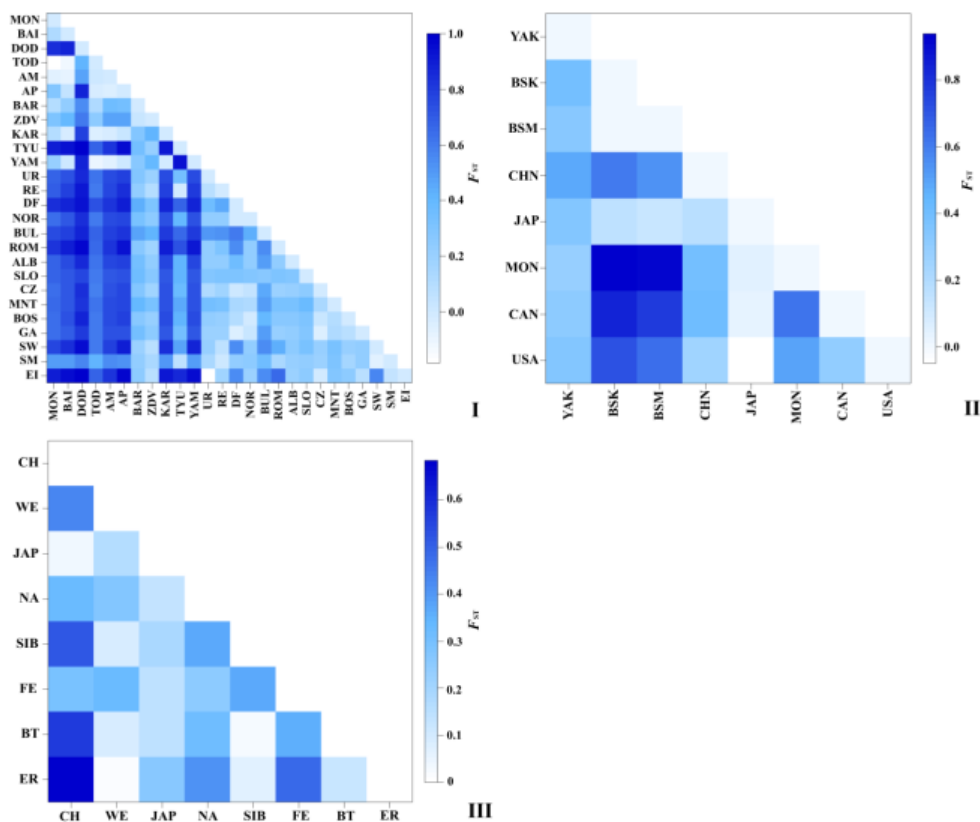 MON
BAI
DOD
TOD
AM
AP
BAR
ZDV
KAR
TYU
YAM
UR
RE
DF
NOR
BUL
ROM
ALB
SLO
CZ
MNT
BOS
GA
SW
SM
EI
MON BAI DOD TOD AM AP BAR ZDV KAR TYU YAM UR RE DF NOR BUL ROM ALB SLO CZ MNT BOS GA SW SM EI
1.0
0.8
0.6
0.4
0.2
0.0
FST
I
YAK
BSK
BSM
CHN
JAP
MON
CAN
USA
YAK BSK BSM CHN JAP MON CAN USA
0.8
0.6
0.4
0.2
0.0
FST
II
CH
WE
JAP
NA
SIB
FE
BT
ER
CH WE JAP NA SIB FE BT ER
0.6
0.5
0.4
0.3
0.2
0.1
0
FST
III